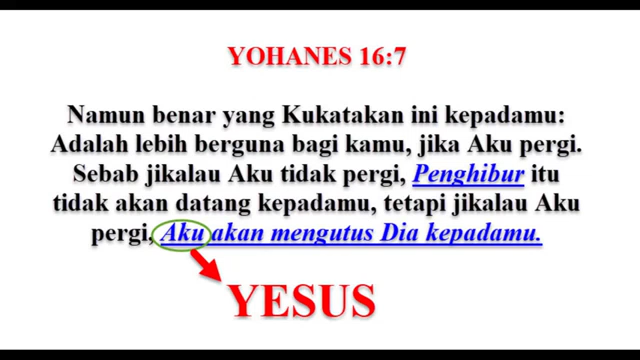 YOHANES 16:7
Namun benar yang Kukatakan ini kepadamu:
Adalah lebih berguna bagi kamu, jika Aku pergi.
Sebab jikalau Aku tidak pergi, Penghibur itu
tidak akan datang kepadamu, tetapi jikalau Aku
pergi, Aku akan mengutus Dia kepadamu.
YESUS